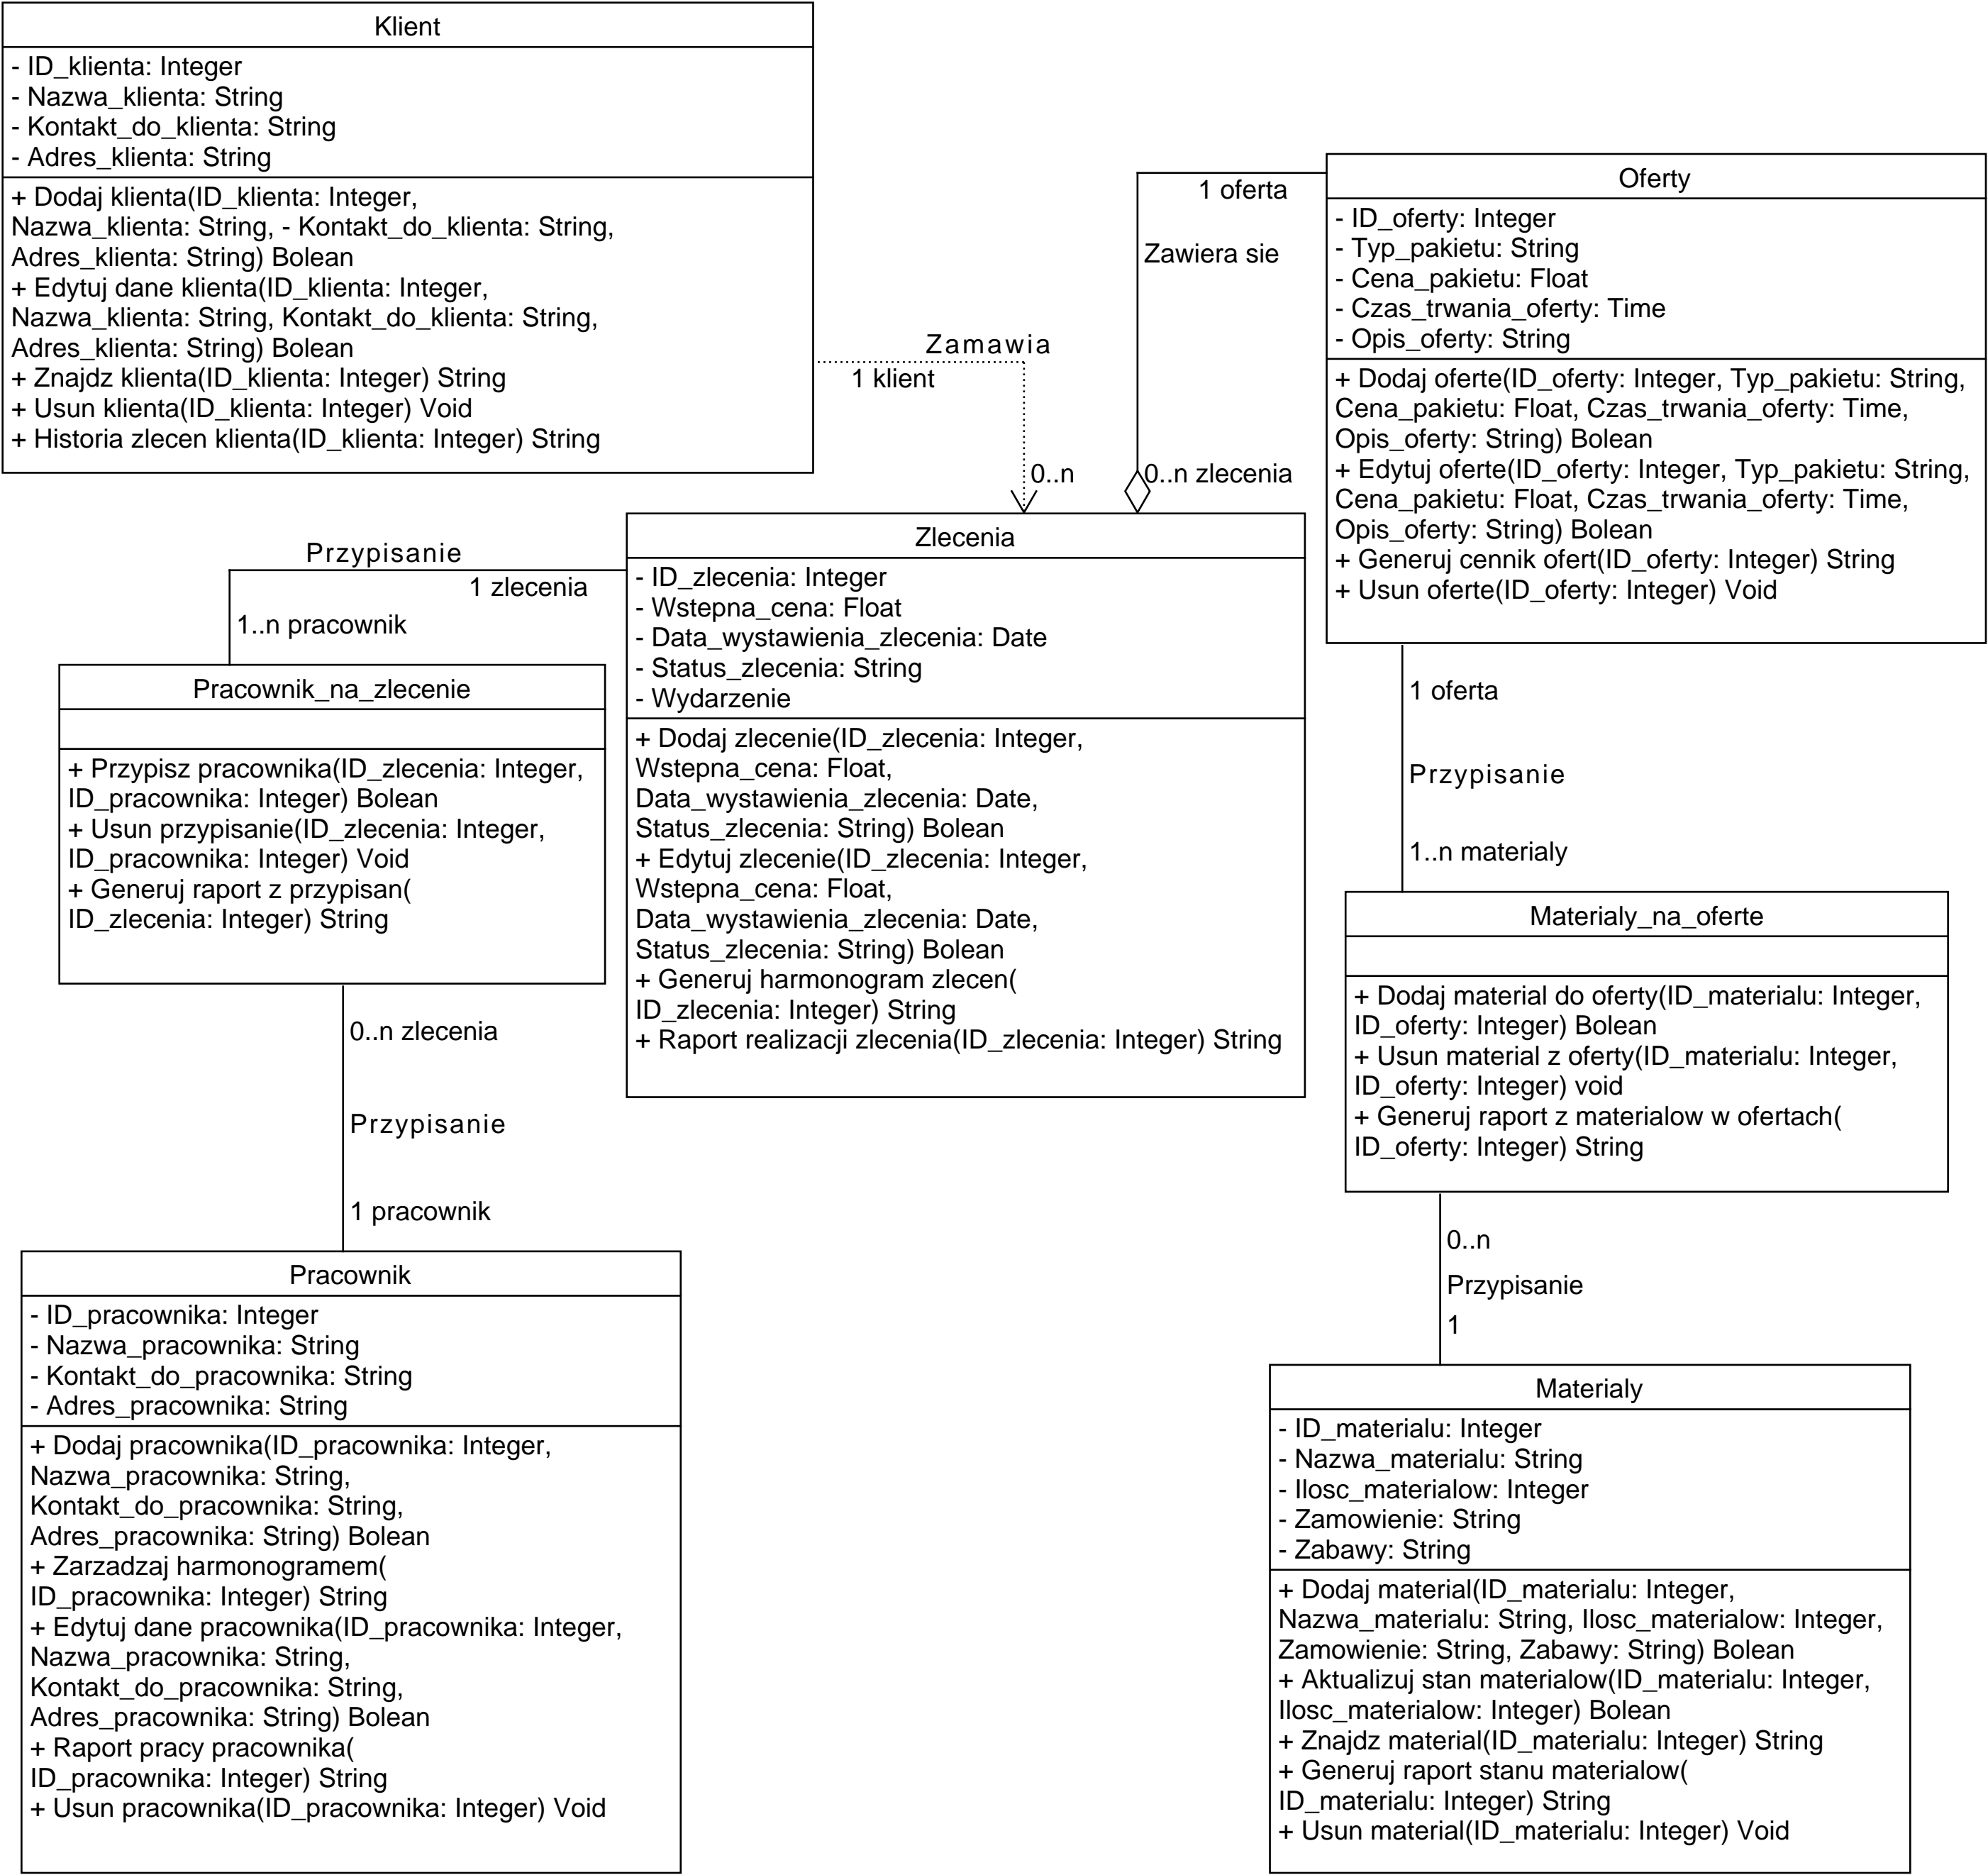 Klient
- ID_klienta: Integer
- Nazwa_klienta: String
- Kontakt_do_klienta: String
- Adres_klienta: String
+ Dodaj klienta(ID_klienta: Integer,
Nazwa_klienta: String, - Kontakt_do_klienta: String,
Adres_klienta: String) Bolean
+ Edytuj dane klienta(ID_klienta: Integer,
Nazwa_klienta: String, Kontakt_do_klienta: String,
Adres_klienta: String) Bolean
+ Znajdz klienta(ID_klienta: Integer) String
+ Usun klienta(ID_klienta: Integer) Void
+ Historia zlecen klienta(ID_klienta: Integer) String
Zamawia
1 klient
0..n
1 oferta
Zawiera sie
0..n zlecenia
Oferty
- ID_oferty: Integer
- Typ_pakietu: String
- Cena_pakietu: Float
- Czas_trwania_oferty: Time
- Opis_oferty: String
+ Dodaj oferte(ID_oferty: Integer, Typ_pakietu: String,
Cena_pakietu: Float, Czas_trwania_oferty: Time,
Opis_oferty: String) Bolean
+ Edytuj oferte(ID_oferty: Integer, Typ_pakietu: String,
Cena_pakietu: Float, Czas_trwania_oferty: Time,
Opis_oferty: String) Bolean
+ Generuj cennik ofert(ID_oferty: Integer) String
+ Usun oferte(ID_oferty: Integer) Void
Przypisanie
1 zlecenia
1..n pracownik
Zlecenia
- ID_zlecenia: Integer
- Wstepna_cena: Float
- Data_wystawienia_zlecenia: Date
- Status_zlecenia: String
- Wydarzenie
+ Dodaj zlecenie(ID_zlecenia: Integer,
Wstepna_cena: Float,
Data_wystawienia_zlecenia: Date,
Status_zlecenia: String) Bolean
+ Edytuj zlecenie(ID_zlecenia: Integer,
Wstepna_cena: Float,
Data_wystawienia_zlecenia: Date,
Status_zlecenia: String) Bolean
+ Generuj harmonogram zlecen(
ID_zlecenia: Integer) String
+ Raport realizacji zlecenia(ID_zlecenia: Integer) String
Pracownik_na_zlecenie
+ Przypisz pracownika(ID_zlecenia: Integer,
ID_pracownika: Integer) Bolean
+ Usun przypisanie(ID_zlecenia: Integer,
ID_pracownika: Integer) Void
+ Generuj raport z przypisan(
ID_zlecenia: Integer) String
0..n zlecenia
Przypisanie
1 pracownik
1 oferta
Przypisanie
1..n materialy
Materialy_na_oferte
+ Dodaj material do oferty(ID_materialu: Integer,
ID_oferty: Integer) Bolean
+ Usun material z oferty(ID_materialu: Integer,
ID_oferty: Integer) void
+ Generuj raport z materialow w ofertach(
ID_oferty: Integer) String
0..n
Przypisanie
1
Pracownik
- ID_pracownika: Integer
- Nazwa_pracownika: String
- Kontakt_do_pracownika: String
- Adres_pracownika: String
+ Dodaj pracownika(ID_pracownika: Integer,
Nazwa_pracownika: String,
Kontakt_do_pracownika: String,
Adres_pracownika: String) Bolean
+ Zarzadzaj harmonogramem(
ID_pracownika: Integer) String
+ Edytuj dane pracownika(ID_pracownika: Integer,
Nazwa_pracownika: String,
Kontakt_do_pracownika: String,
Adres_pracownika: String) Bolean
+ Raport pracy pracownika(
ID_pracownika: Integer) String
+ Usun pracownika(ID_pracownika: Integer) Void
Materialy
- ID_materialu: Integer
- Nazwa_materialu: String
- Ilosc_materialow: Integer
- Zamowienie: String
- Zabawy: String
+ Dodaj material(ID_materialu: Integer,
Nazwa_materialu: String, Ilosc_materialow: Integer,
Zamowienie: String, Zabawy: String) Bolean
+ Aktualizuj stan materialow(ID_materialu: Integer,
Ilosc_materialow: Integer) Bolean
+ Znajdz material(ID_materialu: Integer) String
+ Generuj raport stanu materialow(
ID_materialu: Integer) String
+ Usun material(ID_materialu: Integer) Void